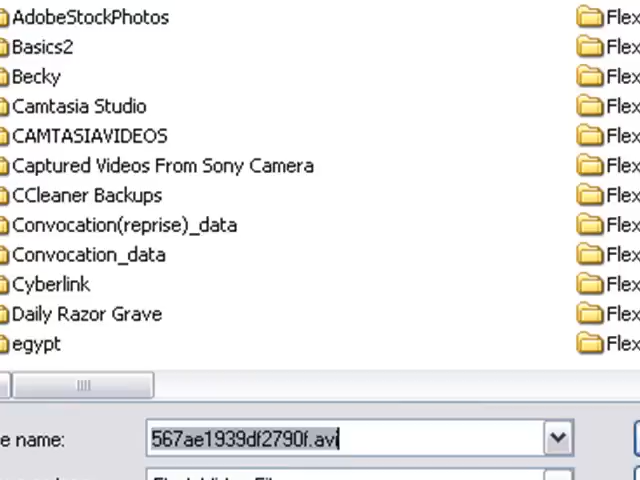 AdobeStockPhotos Flex
Basics2 Flex
Becky Flex
Camtasia Studio Flex
CAMTASIAVIDEOS Flex
Captured Videos From Sony Camera Flex
CCleaner Backups Flex
Convocation(reprise)_data Flex
Convocation_data Flex
Cyberlink Flex
Daily Razor Grave Flex
egypt Flex
e name: 567ae1939df2790f.avi